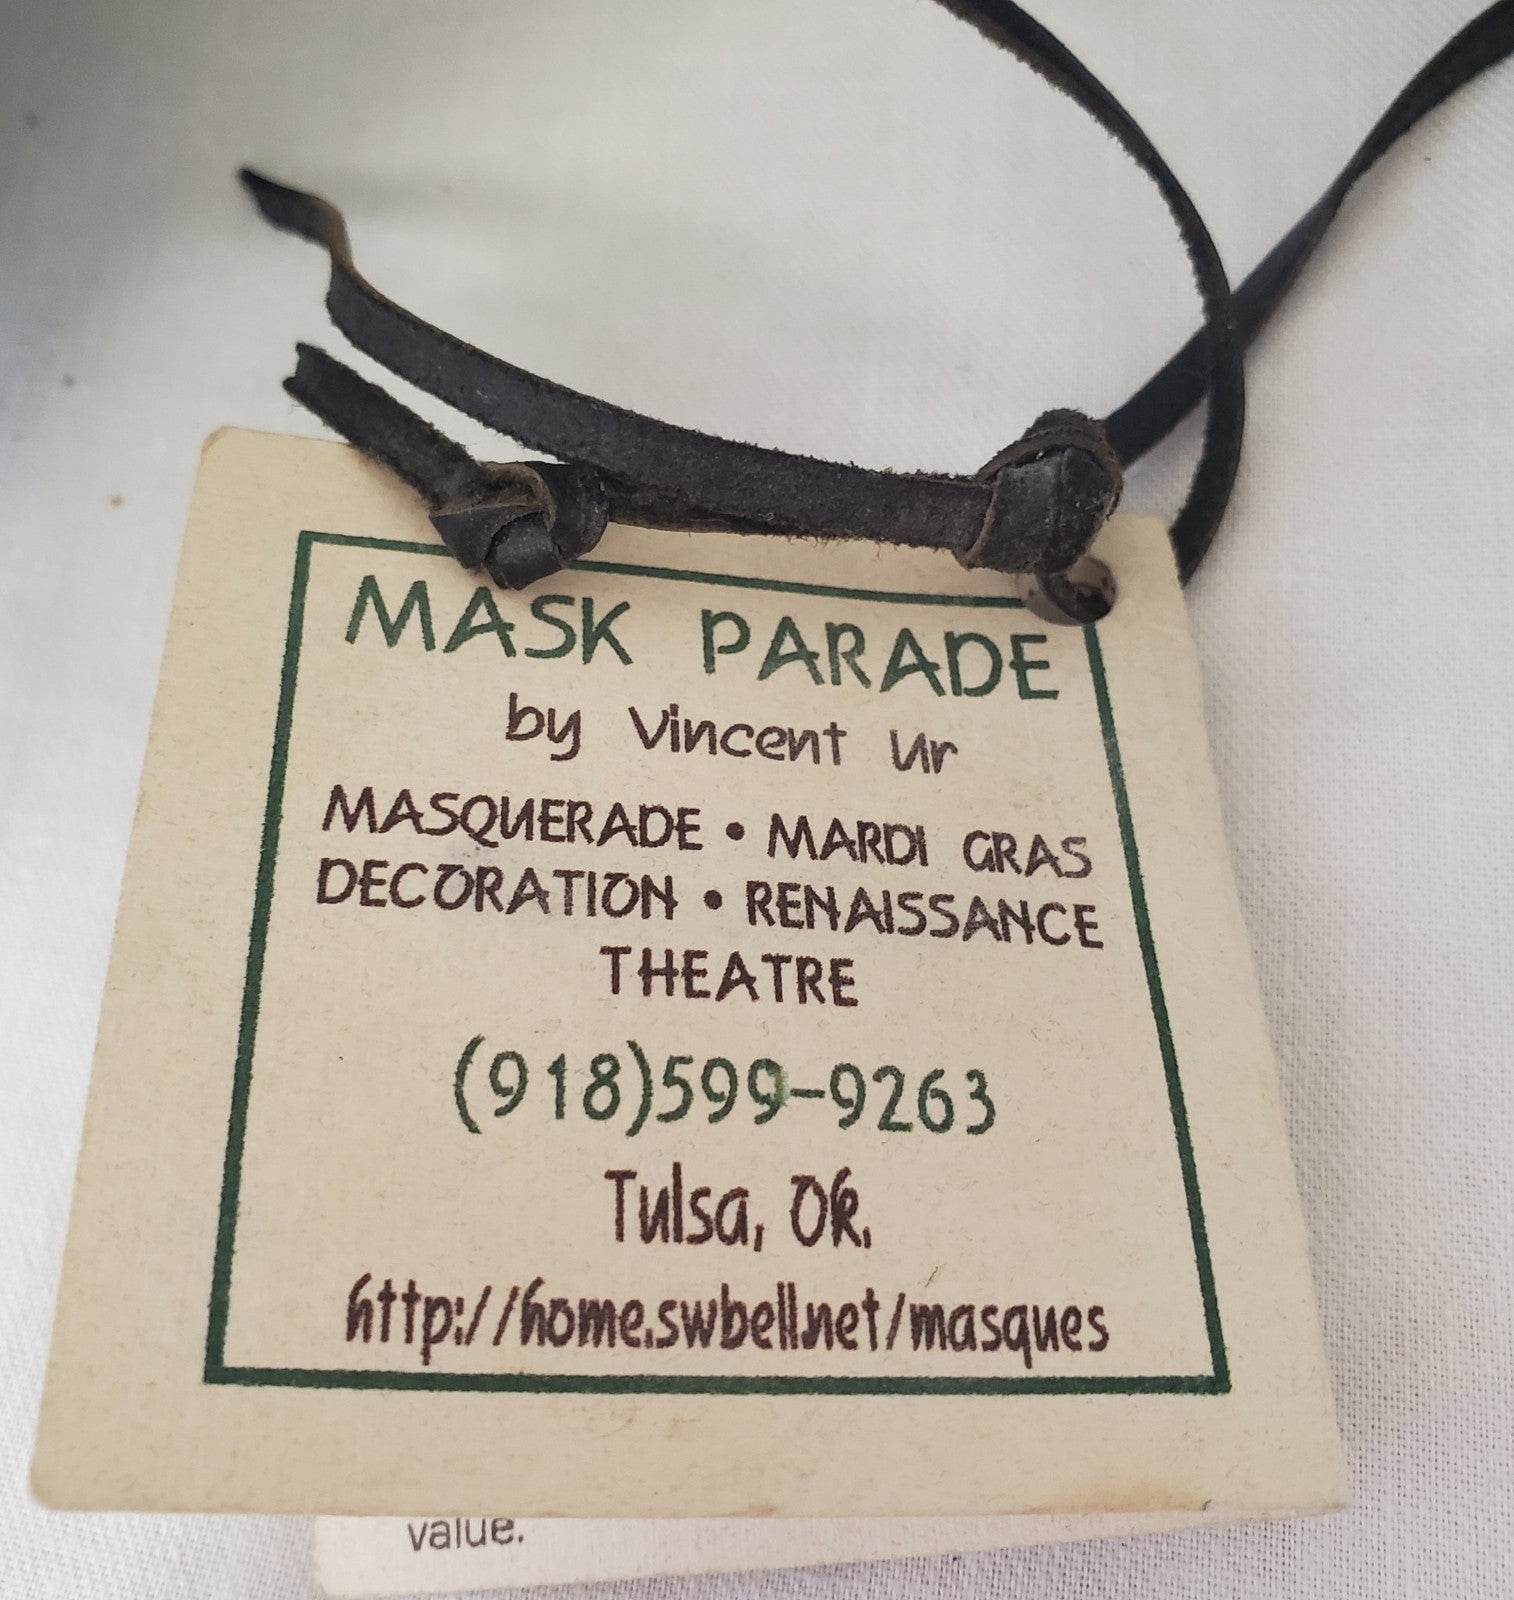 MASK PARADE
by Vincent Ur
MASQUERADE • MARDI GRAS
DECORATION • RENAISSANCE
THEATRE
(918)599-9263
Tulsa, Ok.
http://home.swbell.net/masques
value.